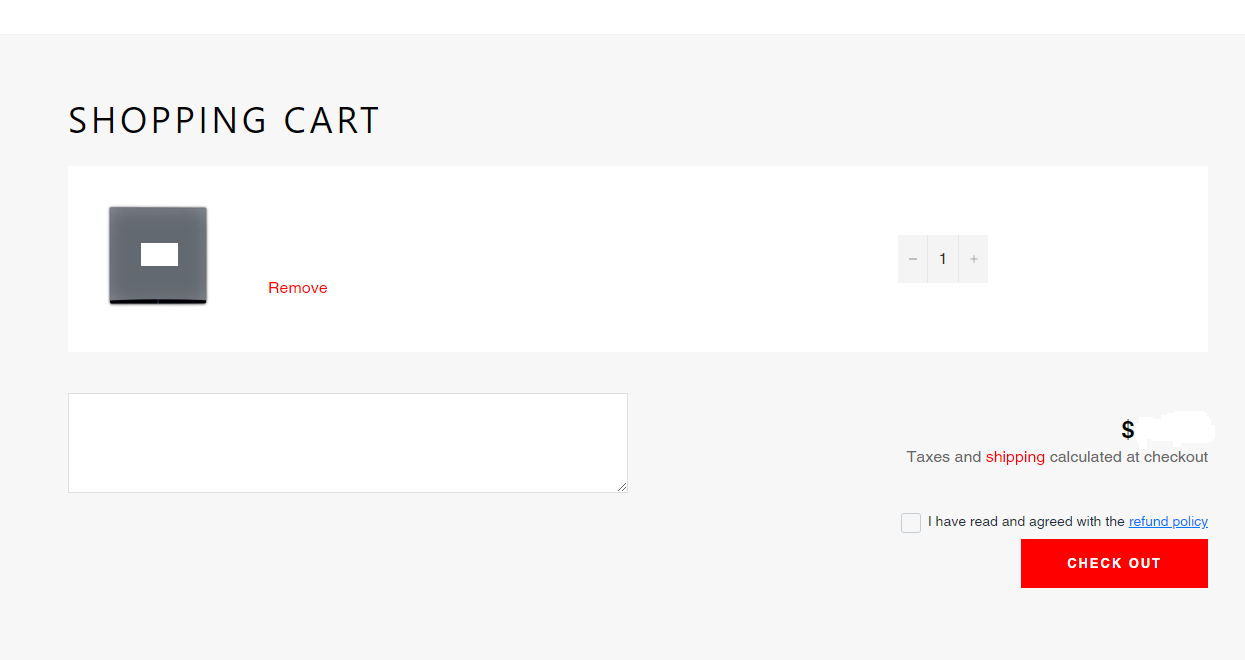 SHOPPING CART
Remove
− 1 +
$
Taxes and shipping calculated at checkout
I have read and agreed with the refund policy
CHECK OUT